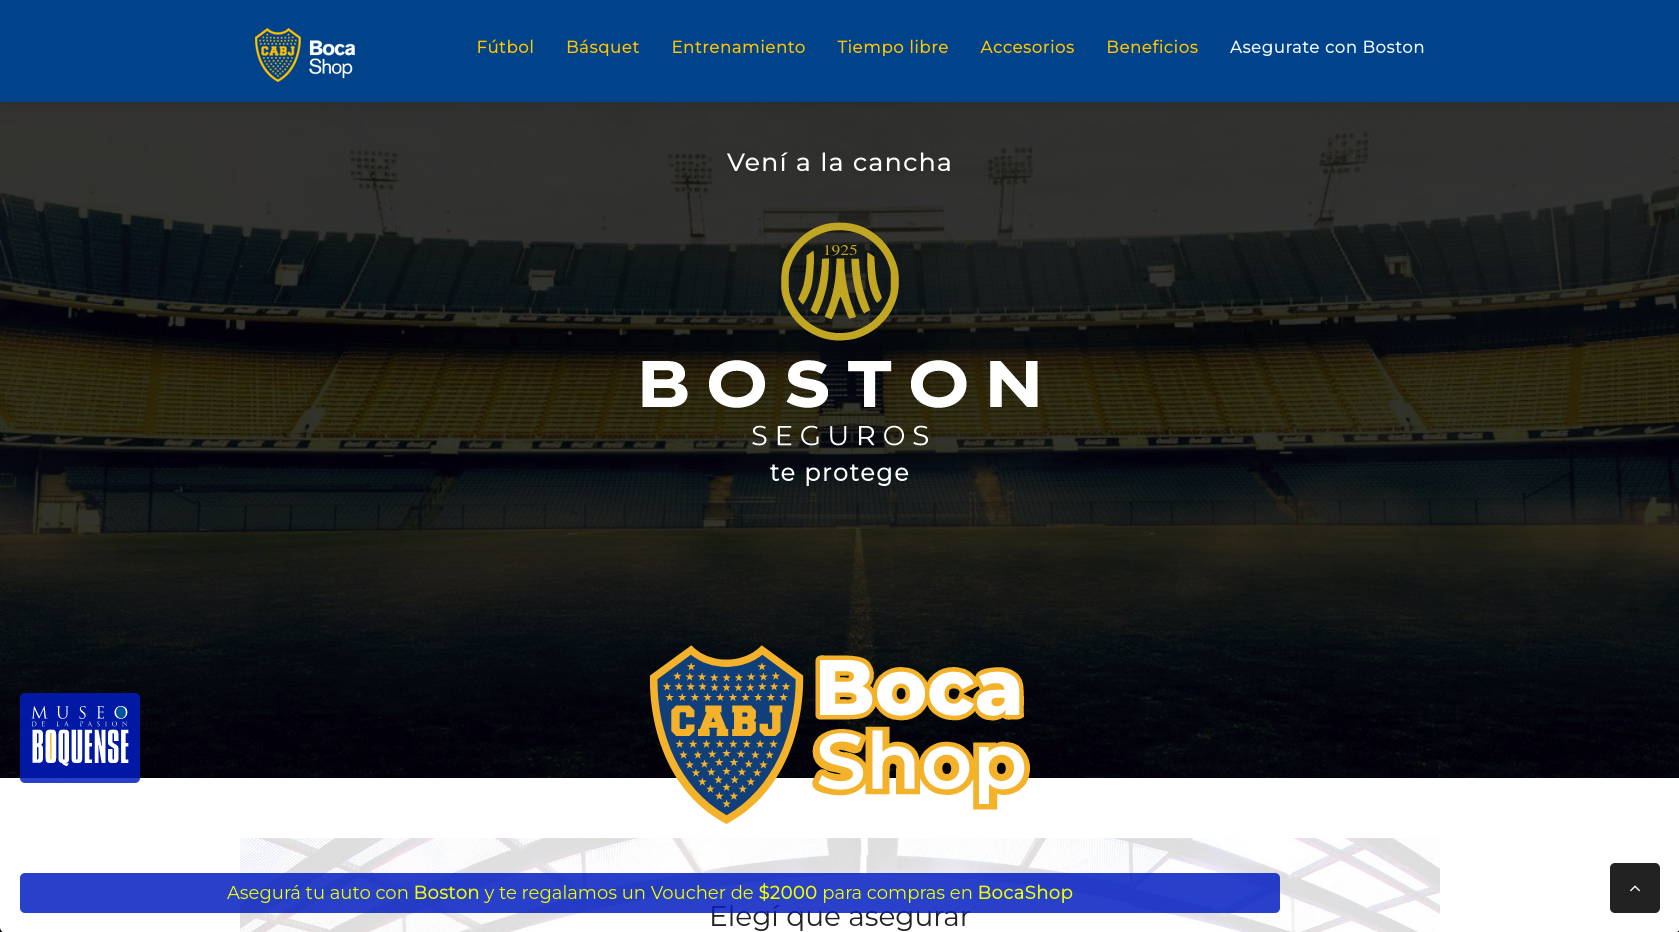 CABJ
Boca
Shop
Fútbol Básquet Entrenamiento Tiempo libre Accesorios Beneficios Asegurate con Boston
Vení a la cancha
1925
BOSTON
SEGUROS
te protege
CABJ
Boca
Shop
MUSEO
DE LA PASION
BOQUENSE
Asegurá tu auto con Boston y te regalamos un Voucher de $2000 para compras en BocaShop
Elegí que asegurar